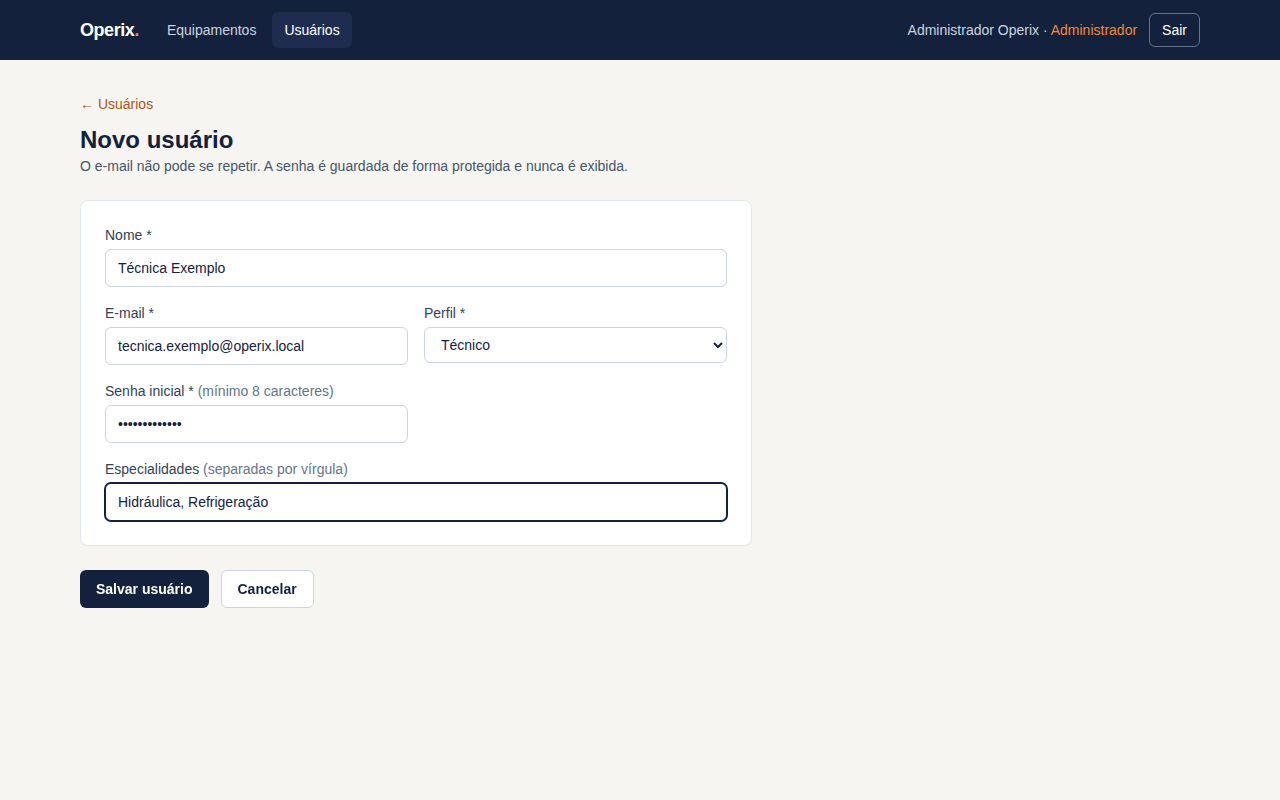 Operix. Equipamentos Usuários Administrador Operix · Administrador Sair
← Usuários
Novo usuário
O e-mail não pode se repetir. A senha é guardada de forma protegida e nunca é exibida.
Nome *
Técnica Exemplo
E-mail * Perfil *
tecnica.exemplo@operix.local Técnico
Senha inicial * (mínimo 8 caracteres)
•••••••••••••
Especialidades (separadas por vírgula)
Hidráulica, Refrigeração
Salvar usuário Cancelar